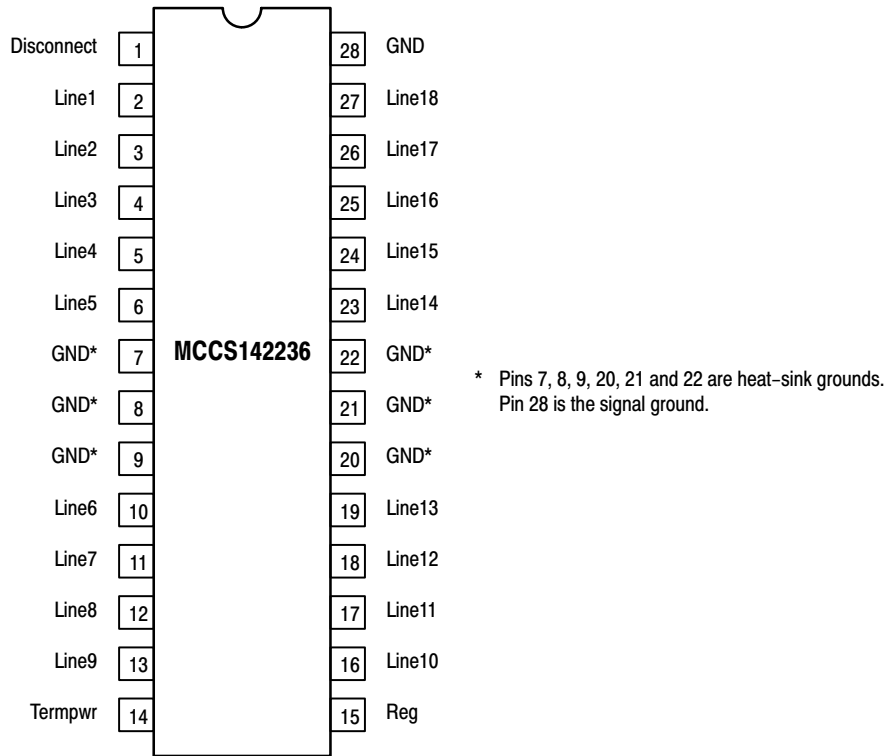 Disconnect 1 28 GND
Line1 2 27 Line18
Line2 3 26 Line17
Line3 4 25 Line16
Line4 5 24 Line15
Line5 6 23 Line14
GND* 7 MCCS142236 22 GND*
* Pins 7, 8, 9, 20, 21 and 22 are heat−sink grounds.
Pin 28 is the signal ground.
GND* 8 21 GND*
GND* 9 20 GND*
Line6 10 19 Line13
Line7 11 18 Line12
Line8 12 17 Line11
Line9 13 16 Line10
Termpwr 14 15 Reg